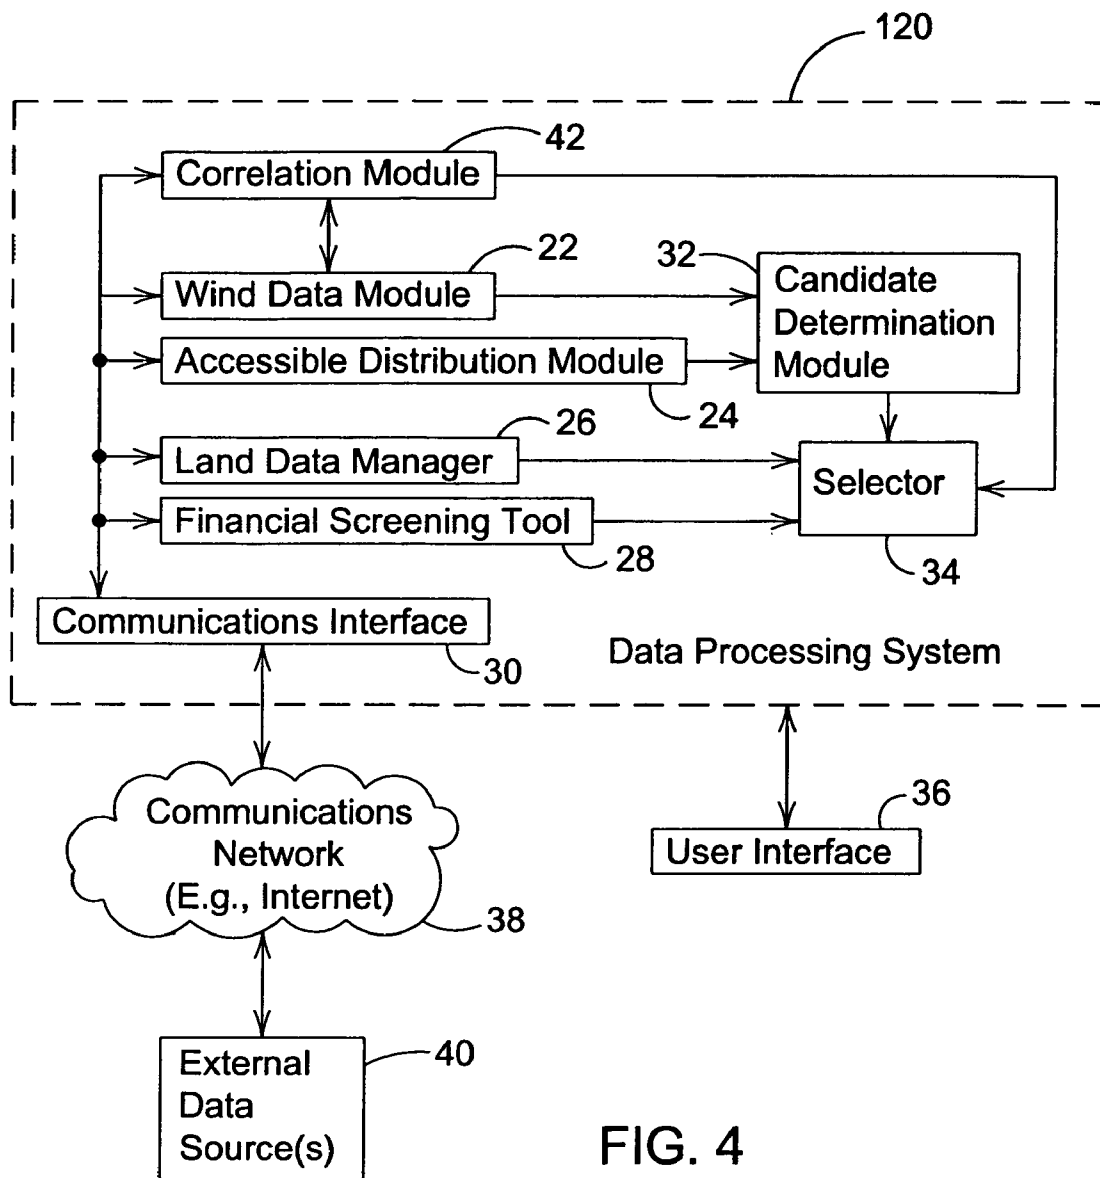 120
42
Correlation Module
22
Wind Data Module
32
Candidate
Determination
Module
Accessible Distribution Module
24
26
Land Data Manager
Selector
Financial Screening Tool
28
34
Communications Interface
30
Data Processing System
Communications
Network
(E.g., Internet)
38
36
User Interface
40
External
Data
Source(s)
FIG. 4